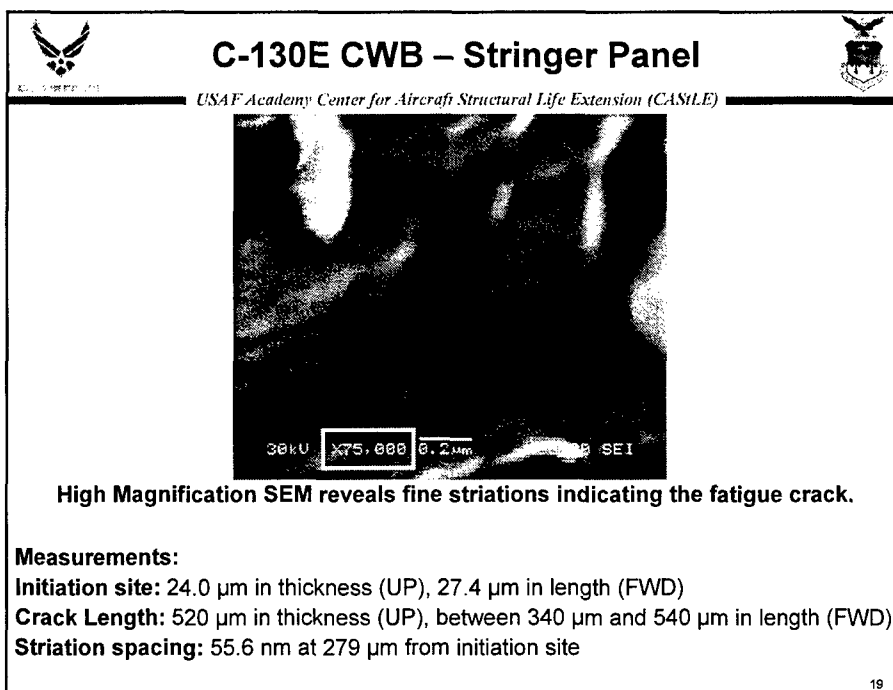 C-130E CWB – Stringer Panel
USAF Academy Center for Aircraft Structural Life Extension (CAStLE)
30kU X75,000 0.2µm SEI
High Magnification SEM reveals fine striations indicating the fatigue crack.
Measurements:
Initiation site: 24.0 µm in thickness (UP), 27.4 µm in length (FWD)
Crack Length: 520 µm in thickness (UP), between 340 µm and 540 µm in length (FWD)
Striation spacing: 55.6 nm at 279 µm from initiation site
19